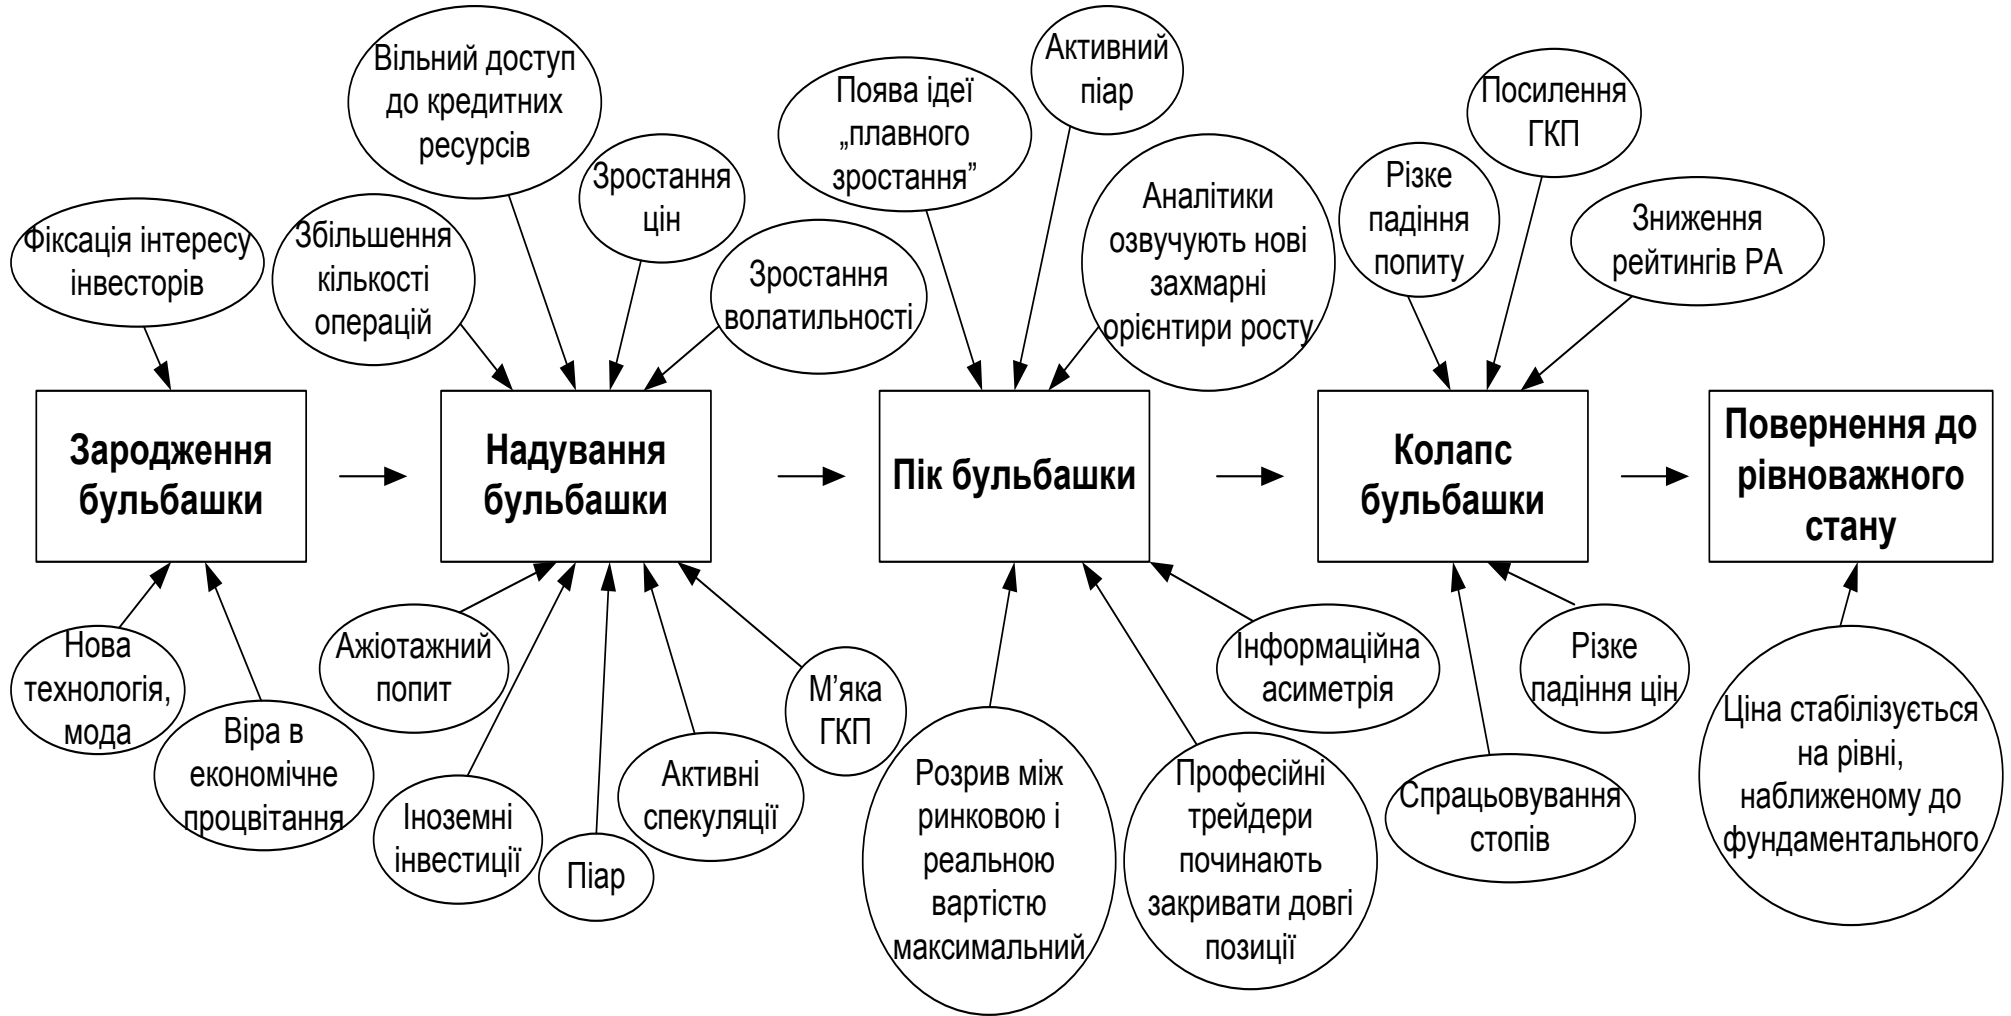 Вільний доступ
до кредитних
ресурсів
Активний
піар
Поява ідеї
„плавного
зростання”
Посилення
ГКП
Зростання
цін
Різке
падіння
попиту
Аналітики
озвучують нові
захмарні
орієнтири росту
Фіксація інтересу
інвесторів
Збільшення
кількості
операцій
Зростання
волатильності
Зниження
рейтингів РА
Зародження
бульбашки
Надування
бульбашки
Пік бульбашки
Колапс
бульбашки
Повернення до
рівноважного
стану
Нова
технологія,
мода
Віра в
економічне
процвітання
Ажіотажний
попит
Іноземні
інвестиції
Піар
Активні
спекуляції
М’яка
ГКП
Розрив між
ринковою і
реальною
вартістю
максимальний
Професійні
трейдери
починають
закривати довгі
позиції
Інформаційна
асиметрія
Спрацьовування
стопів
Різке
падіння цін
Ціна стабілізується
на рівні,
наближеному до
фундаментального